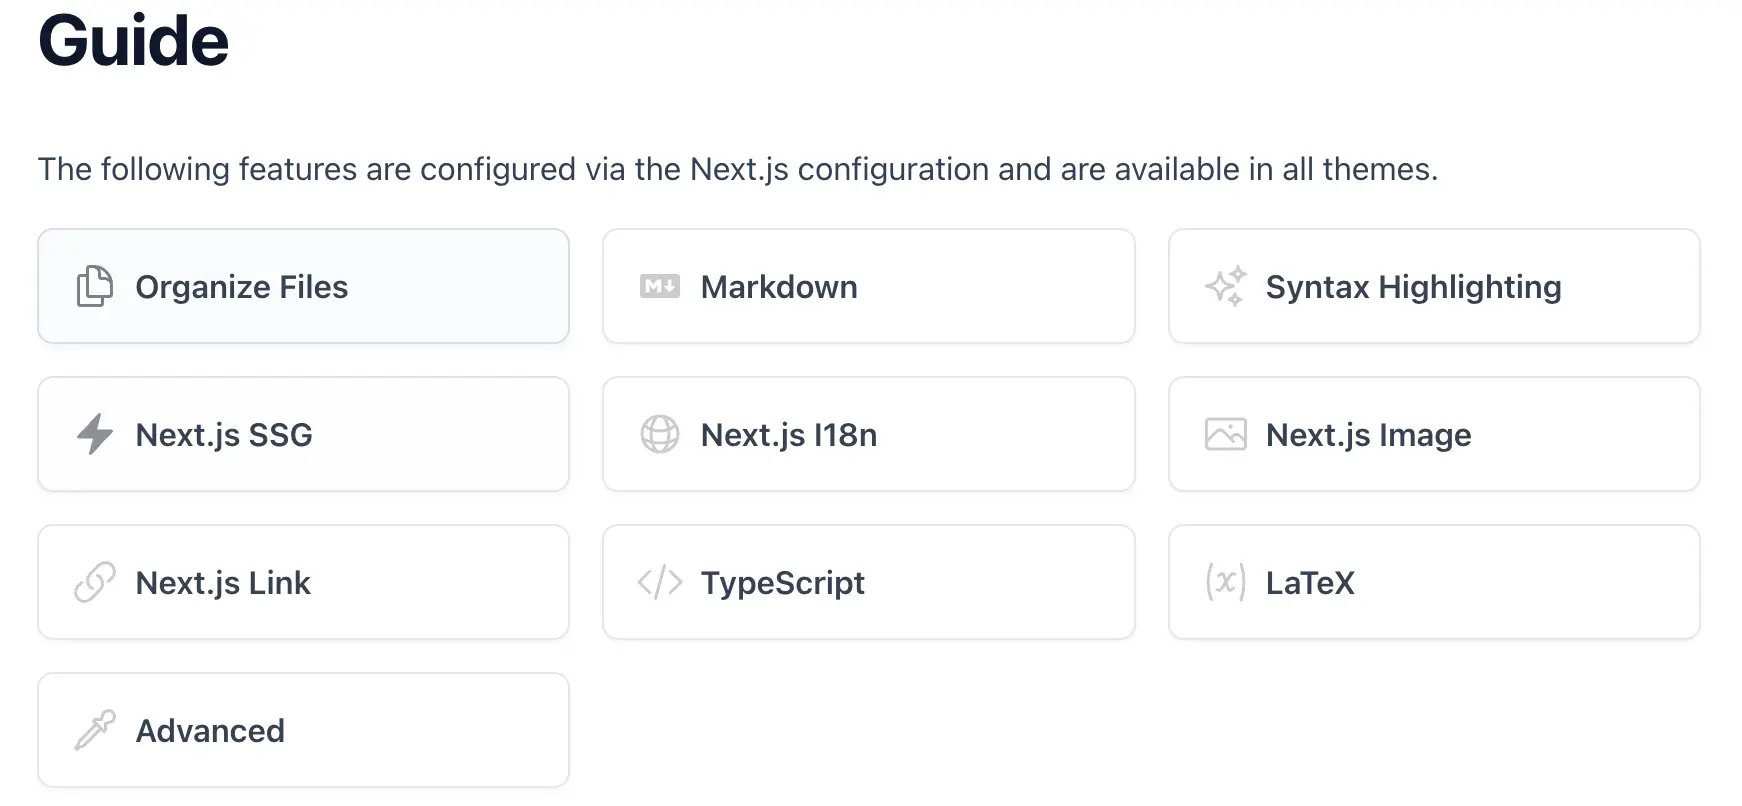 Guide
The following features are configured via the Next.js configuration and are available in all themes.
Organize Files
M↓ Markdown
Syntax Highlighting
Next.js SSG
Next.js I18n
Next.js Image
Next.js Link
</> TypeScript
(x) LaTeX
Advanced